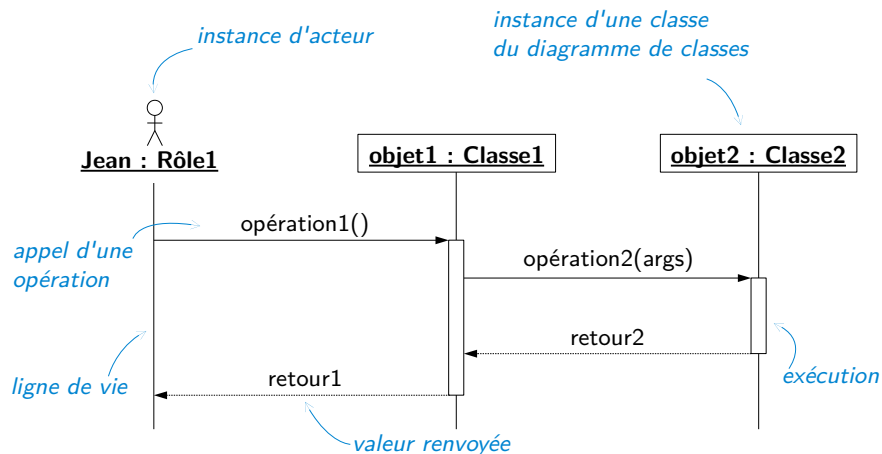 instance d'acteur
instance d'une classe
du diagramme de classes
Jean : Rôle1
objet1 : Classe1
objet2 : Classe2
opération1()
appel d'une
opération
opération2(args)
retour2
retour1
ligne de vie
exécution
valeur renvoyée